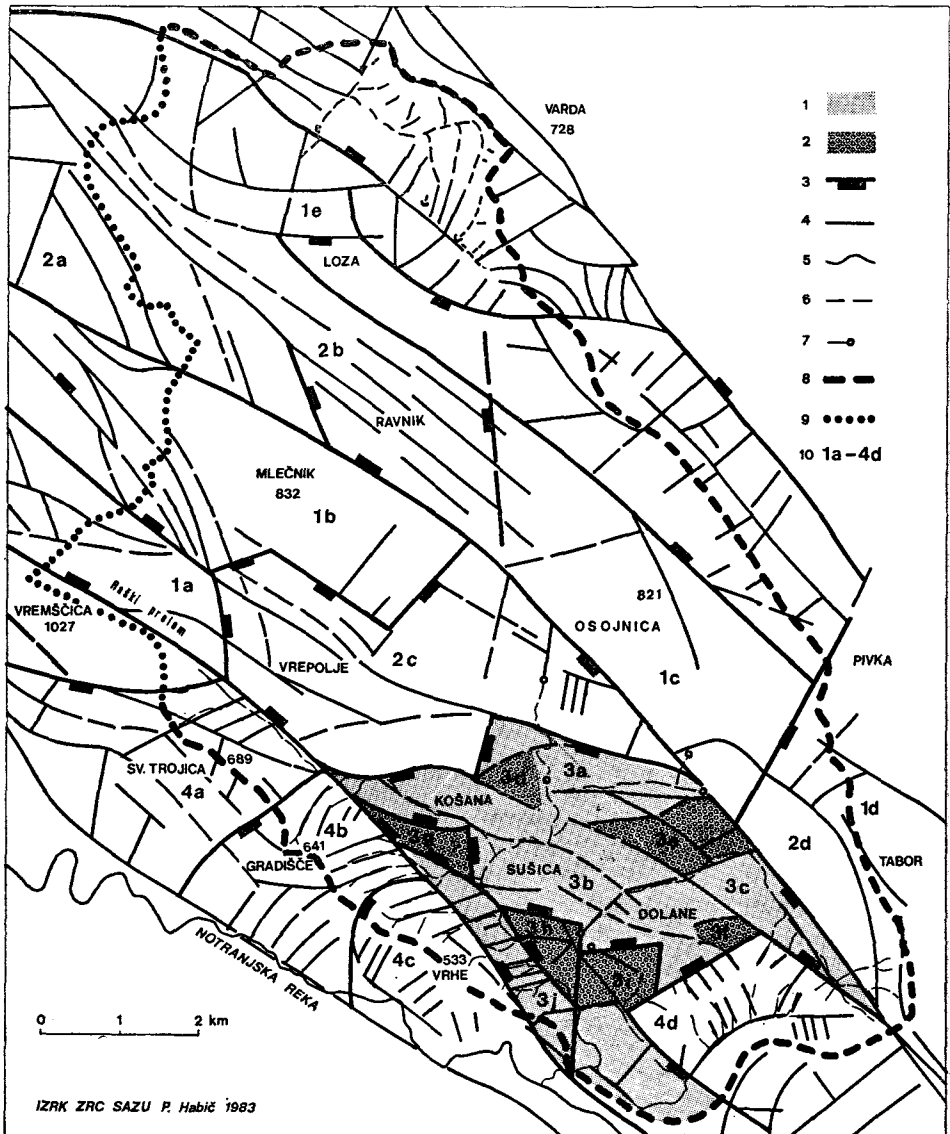 VARDA
728
1
2
3
4
5
6
7
8
9
10 1a-4d
1e
LOZA
2a
2b
RAVNIK
MLEČNIK
832
1b
1a
Raški prelom
VREMŠČICA
1027
821
OSOJNICA
VREPOLJE
2c
1c
PIVKA
689
SV. TROJICA
4a
3a
KOŠANA
4b
641
GRADIŠČE
SUŠICA
3b
2d
1d
TABOR
3c
DOLANE
4c
533
VRHE
NOTRANJSKA REKA
3j
4d
0 1 2 km
IZRK ZRC SAZU P. Habič 1983